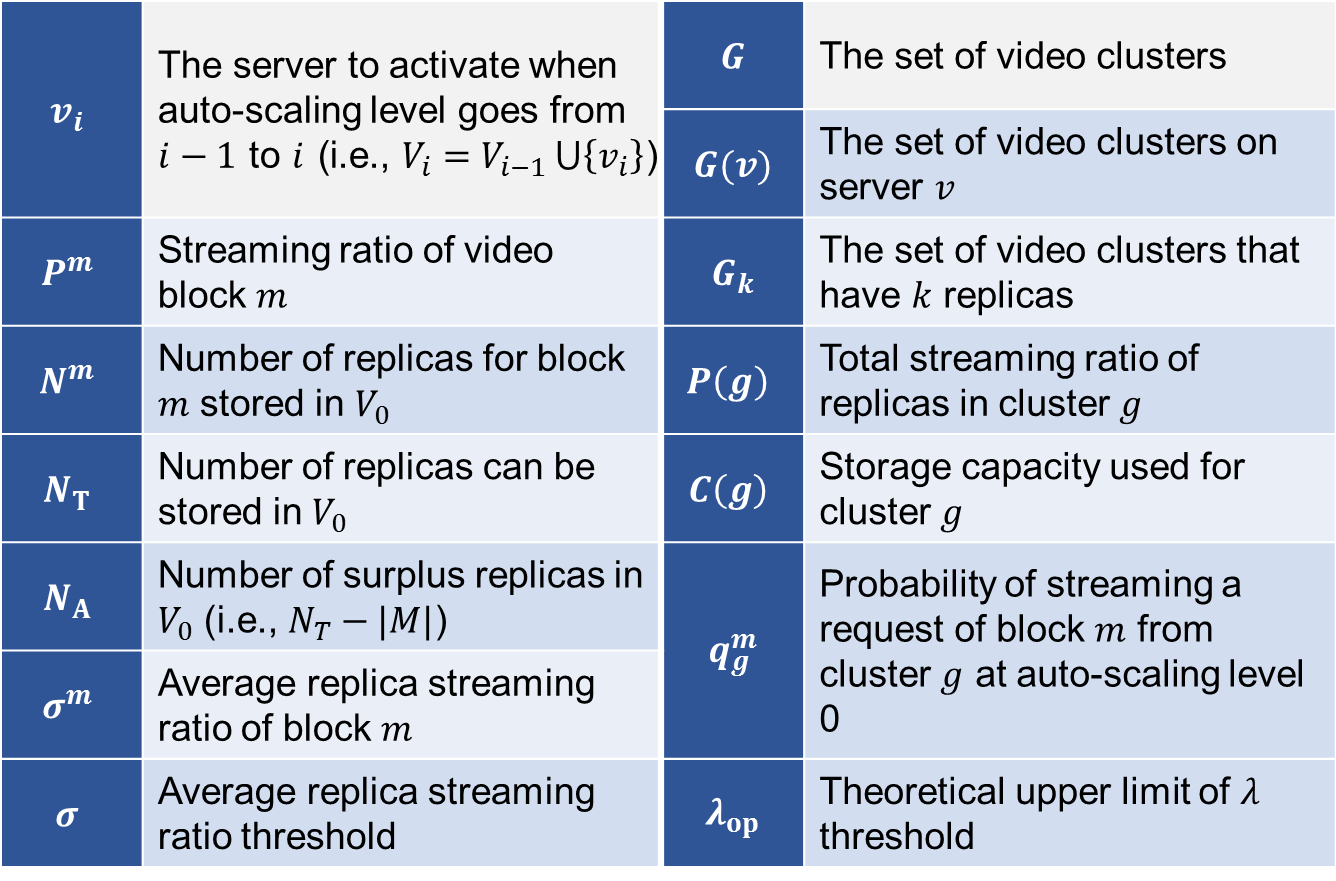 v_i
The server to activate when
auto-scaling level goes from
i − 1 to i (i.e., V_i = V_{i−1} ⋃{v_i})
P^m
Streaming ratio of video
block m
N^m
Number of replicas for block
m stored in V_0
N_T
Number of replicas can be
stored in V_0
N_A
Number of surplus replicas in
V_0 (i.e., N_T − |M|)
σ^m
Average replica streaming
ratio of block m
σ
Average replica streaming
ratio threshold
G
The set of video clusters
G(v)
The set of video clusters on
server v
G_k
The set of video clusters that
have k replicas
P(g)
Total streaming ratio of
replicas in cluster g
C(g)
Storage capacity used for
cluster g
q_g^m
Probability of streaming a
request of block m from
cluster g at auto-scaling level
0
λ_op
Theoretical upper limit of λ
threshold